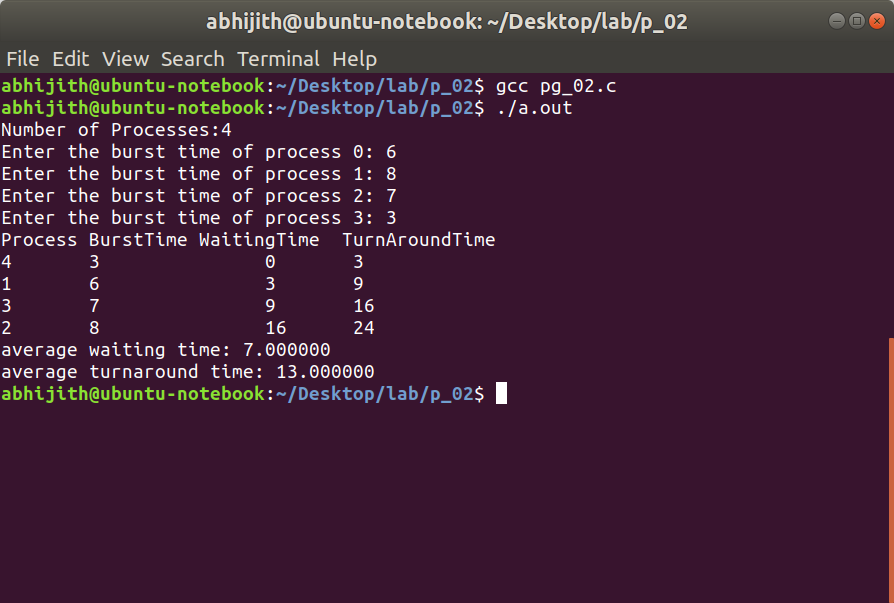 abhijith@ubuntu-notebook: ~/Desktop/lab/p_02
File Edit View Search Terminal Help
abhijith@ubuntu-notebook:~/Desktop/lab/p_02$ gcc pg_02.c
abhijith@ubuntu-notebook:~/Desktop/lab/p_02$ ./a.out
Number of Processes:4
Enter the burst time of process 0: 6
Enter the burst time of process 1: 8
Enter the burst time of process 2: 7
Enter the burst time of process 3: 3
Process BurstTime WaitingTime  TurnAroundTime
4       3               0       3
1       6               3       9
3       7               9       16
2       8               16      24
average waiting time: 7.000000
average turnaround time: 13.000000
abhijith@ubuntu-notebook:~/Desktop/lab/p_02$